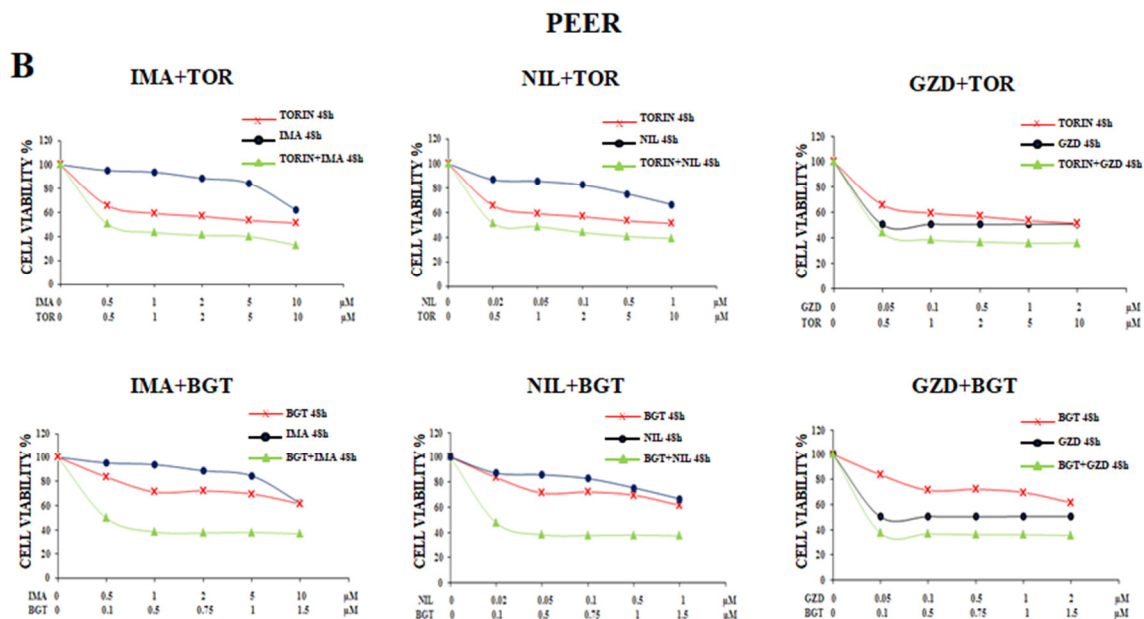 PEER
B
IMA+TOR
TORIN 48h
IMA 48h
TORIN+IMA 48h
CELL VIABILITY %
120
100
80
60
40
20
0
IMA 0 0.5 1 2 5 10 µM
TOR 0 0.5 1 2 5 10 µM
NIL+TOR
TORIN 48h
NIL 48h
TORIN+NIL 48h
CELL VIABILITY %
120
100
80
60
40
20
0
NIL 0 0.02 0.05 0.1 0.5 1 µM
TOR 0 0.5 1 2 5 10 µM
GZD+TOR
TORIN 48h
GZD 48h
TORIN+GZD 48h
CELL VIABILITY %
120
100
80
60
40
20
0
GZD 0 0.05 0.1 0.5 1 2 µM
TOR 0 0.5 1 2 5 10 µM
IMA+BGT
BGT 48h
IMA 48h
BGT+IMA 48h
CELL VIABILITY %
120
100
80
60
40
20
0
IMA 0 0.5 1 2 5 10 µM
BGT 0 0.1 0.5 0.75 1 1.5 µM
NIL+BGT
BGT 48h
NIL 48h
BGT+NIL 48h
CELL VIABILITY %
120
100
80
60
40
20
0
NIL 0 0.02 0.05 0.1 0.5 1 µM
BGT 0 0.1 0.5 0.75 1 1.5 µM
GZD+BGT
BGT 48h
GZD 48h
BGT+GZD 48h
CELL VIABILITY %
120
100
80
60
40
20
0
GZD 0 0.05 0.1 0.5 1 2 µM
BGT 0 0.1 0.5 0.75 1 1.5 µM